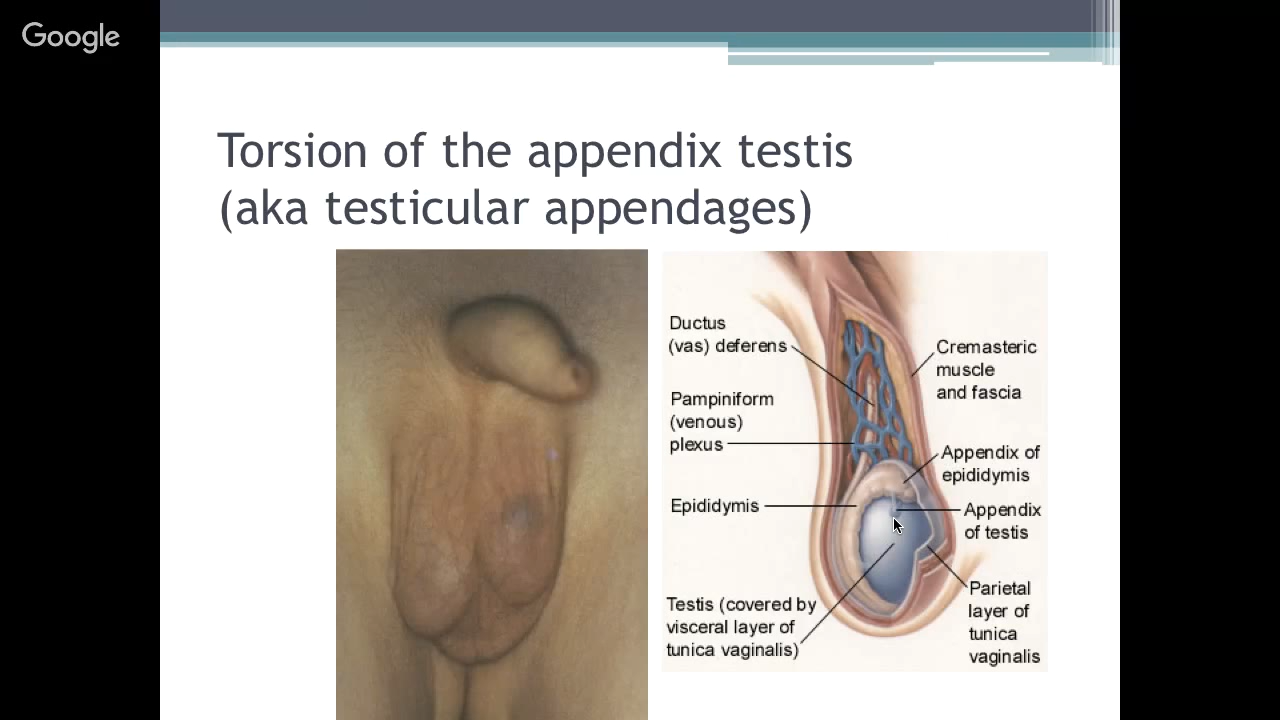 Google
Torsion of the appendix testis
(aka testicular appendages)
Ductus
(vas) deferens
Pampiniform
(venous)
plexus
Epididymis
Testis (covered by
visceral layer of
tunica vaginalis)
Cremasteric
muscle
and fascia
Appendix of
epididymis
Appendix
of testis
Parietal
layer of
tunica
vaginalis